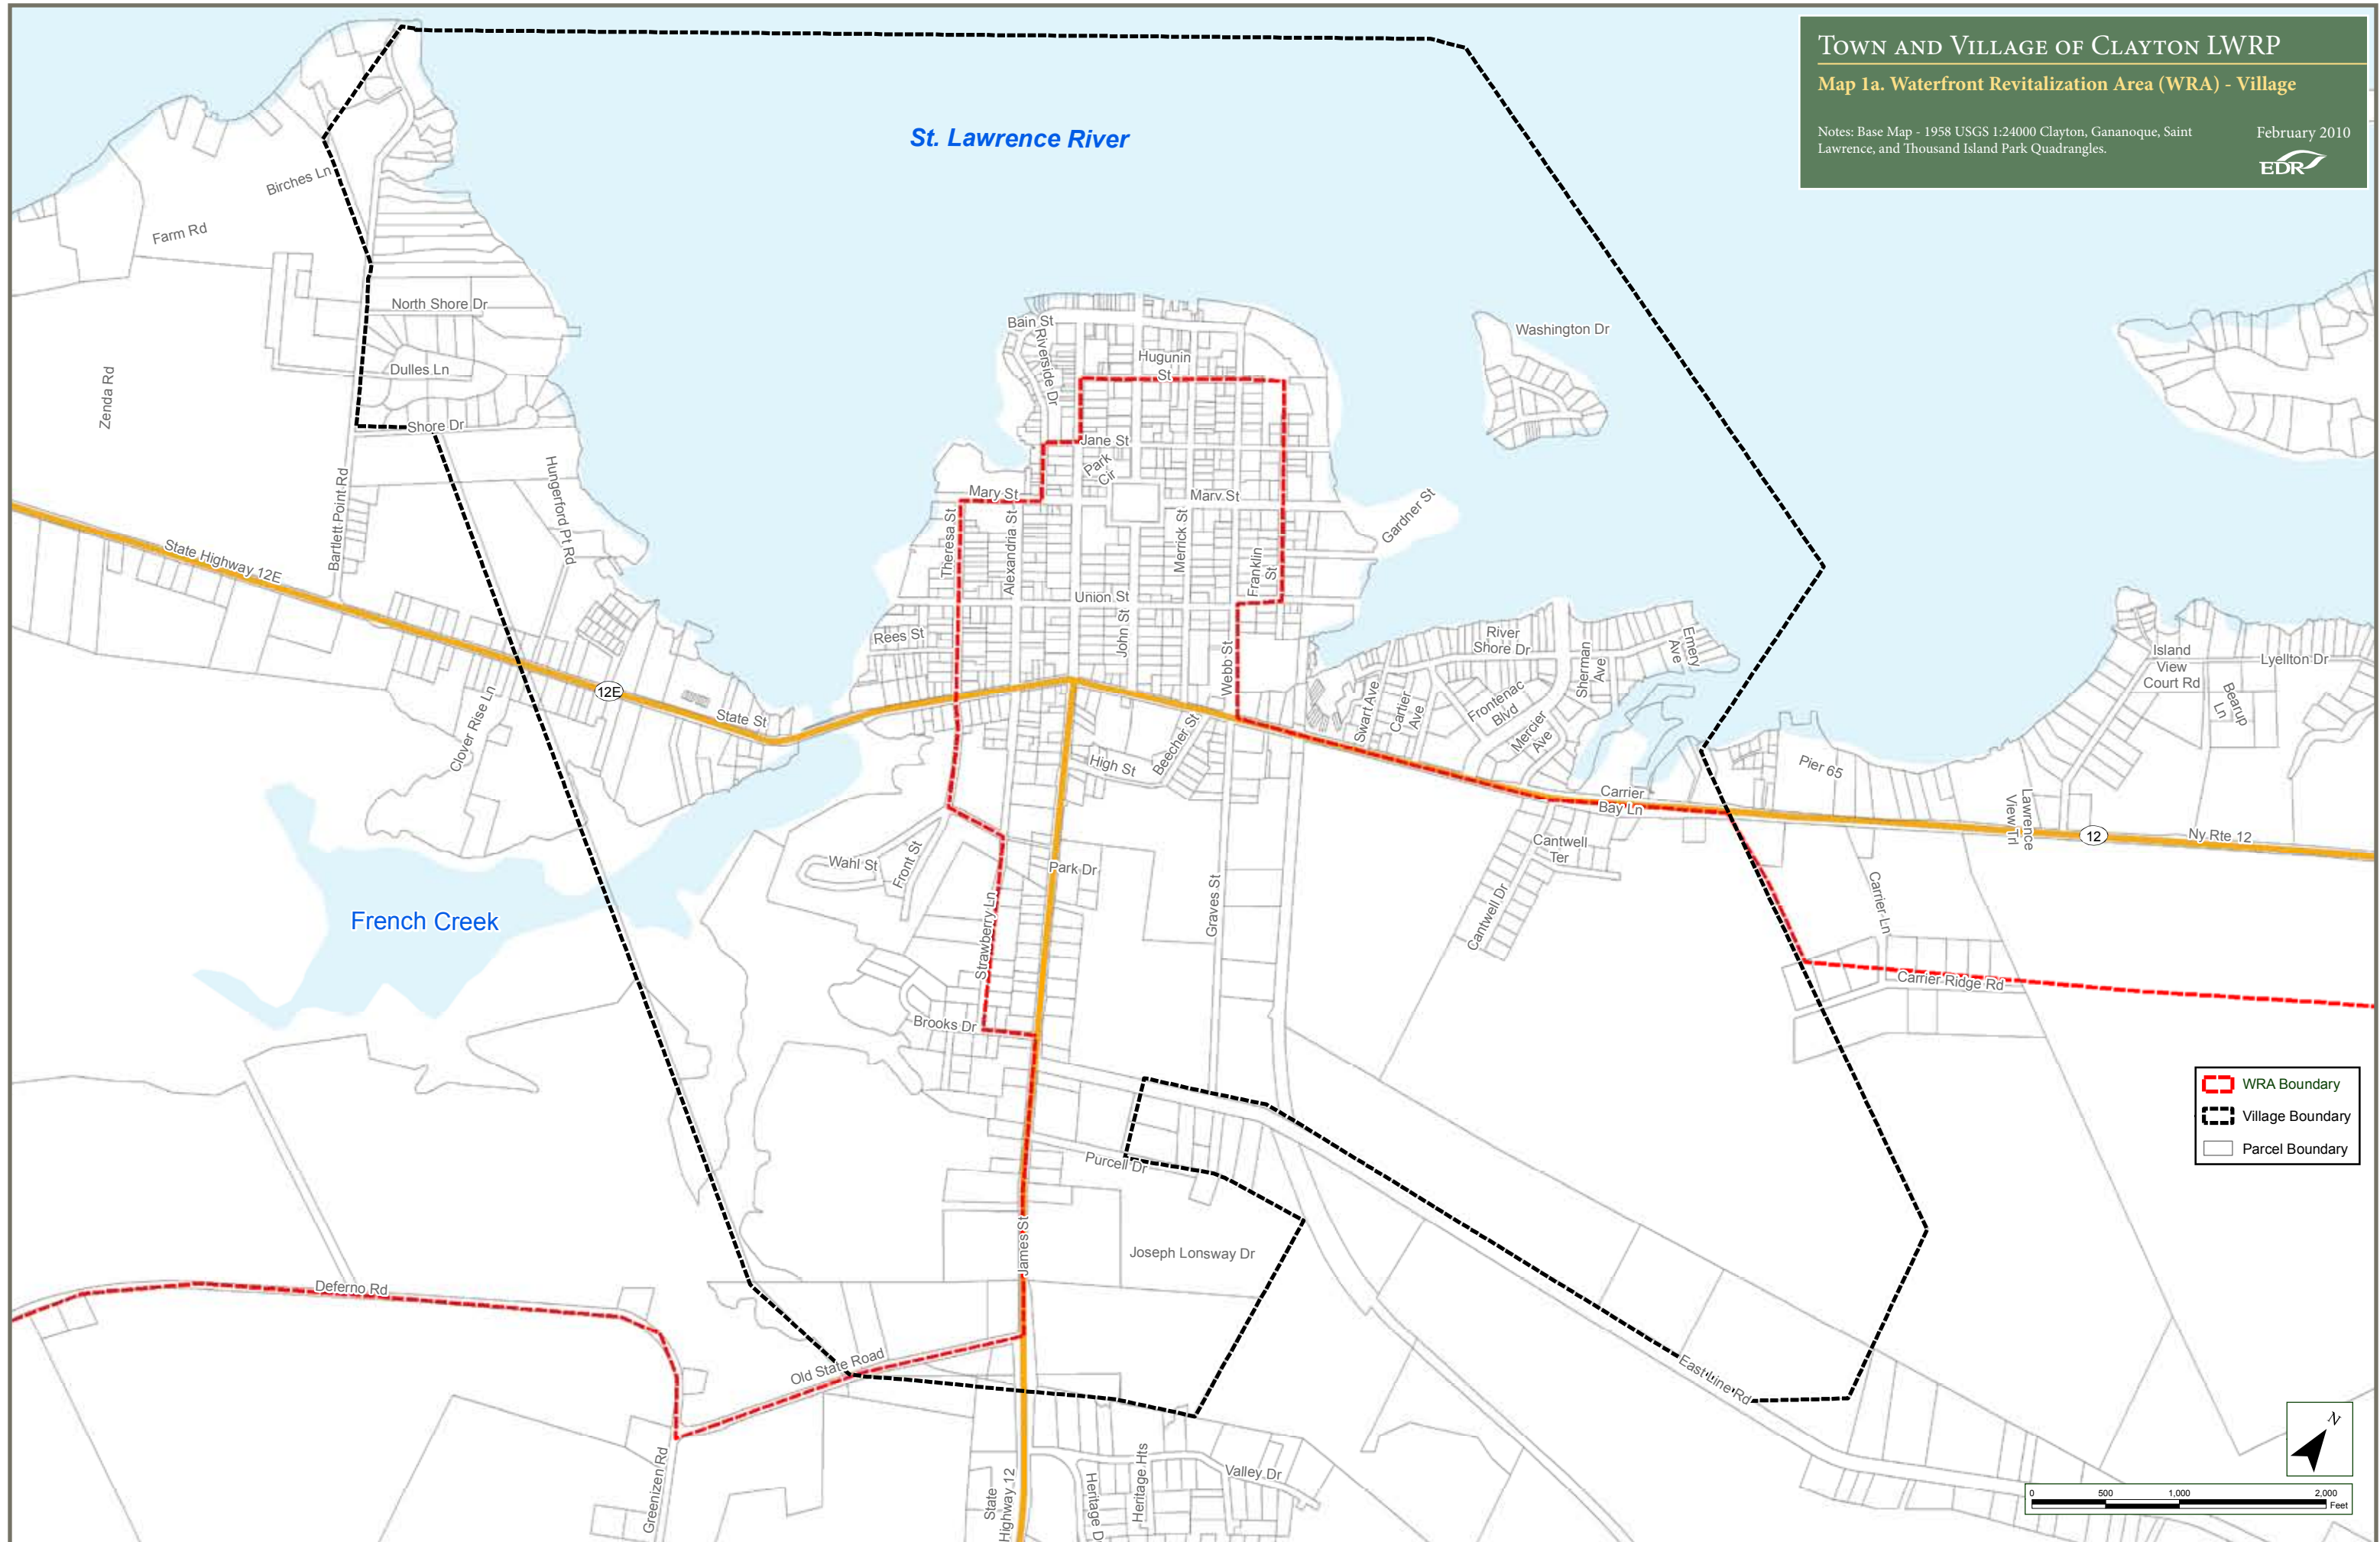 TOWN AND VILLAGE OF CLAYTON LWRP
Map 1a. Waterfront Revitalization Area (WRA) - Village
Notes: Base Map - 1958 USGS 1:24000 Clayton, Gananoque, Saint
Lawrence, and Thousand Island Park Quadrangles.
February 2010
EDR
St. Lawrence River
Birches Ln
Farm Rd
North Shore Dr
Dulles Ln
Zenda Rd
Shore Dr
Bartlett Point Rd
Hungerford Pt Rd
State Highway 12E
12E
State St
Clover Rise Ln
French Creek
Bain St
Riverside Dr
Hugunin
St
Jane St
Park
Cir
Mary St
Mary St
Theresa St
Alexandria St
Merrick St
Franklin
St
Gardner St
Washington Dr
Union St
John St
Rees St
Webb St
Beecher St
High St
Swart Ave
Cartier
Ave
River
Shore Dr
Frontenac
Blvd
Mercier
Ave
Sherman
Ave
Emery
Ave
Carrier
Bay Ln
Cantwell
Ter
Cantwell Dr
Pier 65
Island
View
Court Rd
Lyellton Dr
Bearup
Ln
Lawrence
View Trl
12
Ny Rte 12
Carrier Ln
Carrier Ridge Rd
Wahl St
Front St
Park Dr
Strawberry Ln
Graves St
Brooks Dr
Purcell Dr
James St
Joseph Lonsway Dr
Deferno Rd
Old State Road
East Line Rd
Greenizen Rd
State
Highway 12
Heritage D
Heritage Hts
Valley Dr
WRA Boundary
Village Boundary
Parcel Boundary
N
0 500 1,000 2,000
Feet